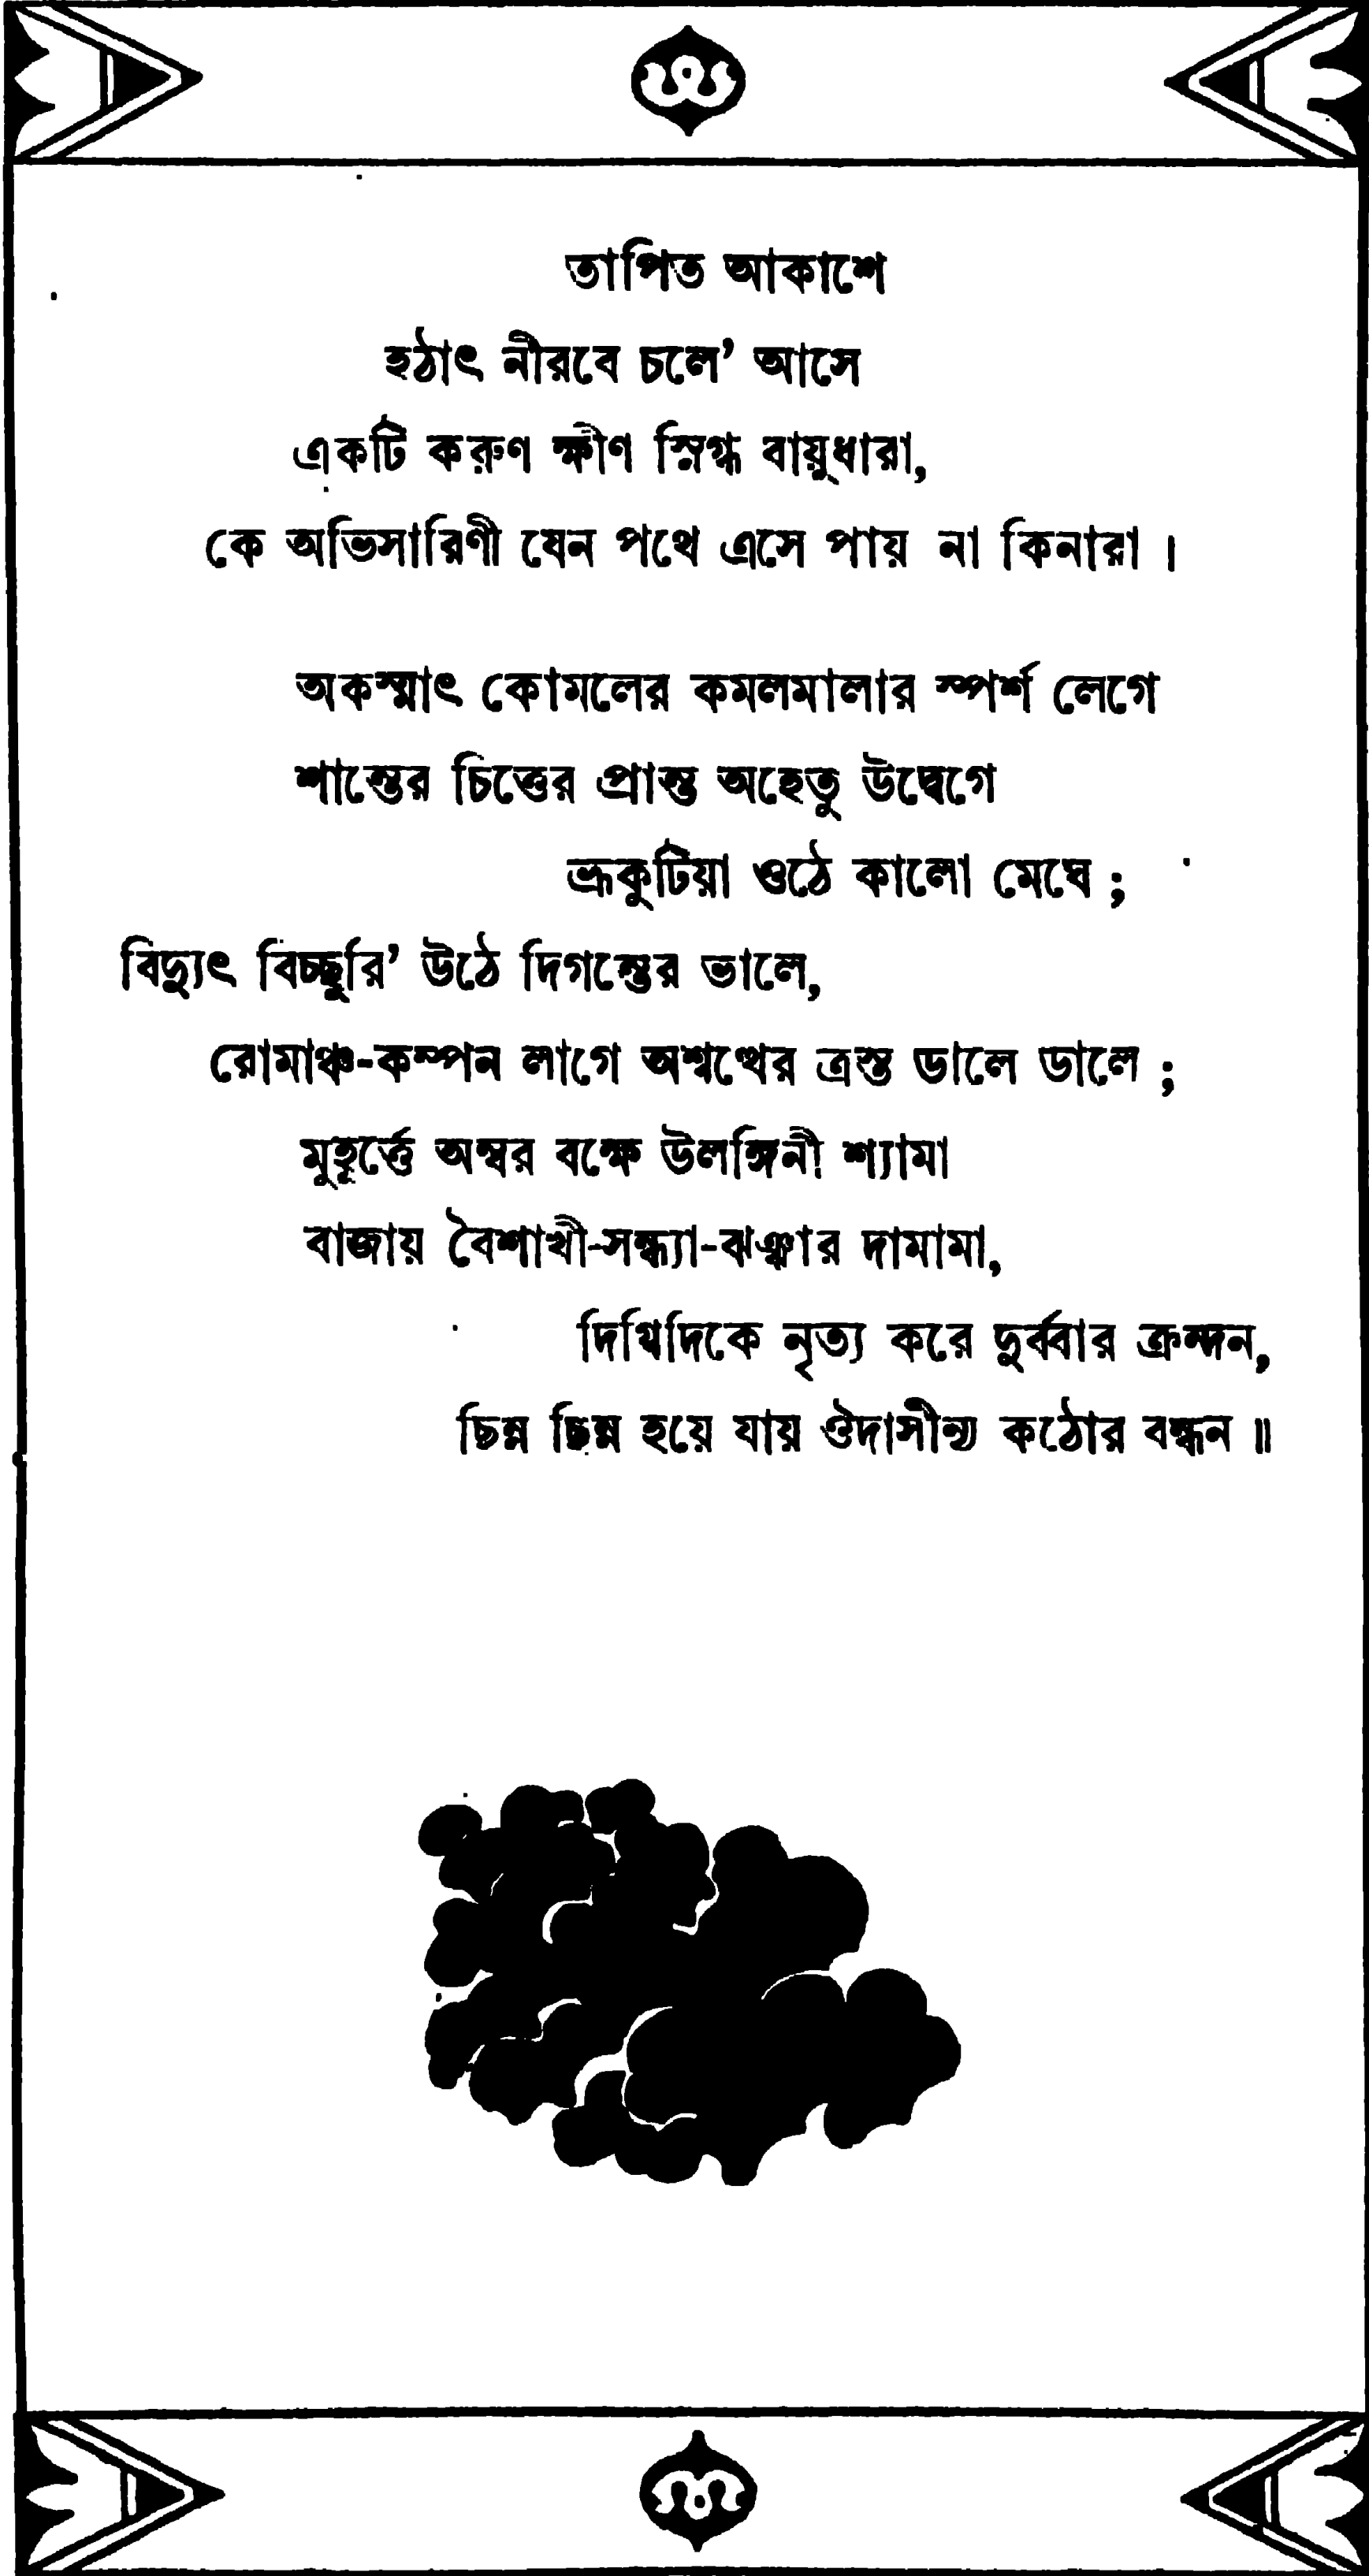 তাপিত আকাশে
হঠাৎ নীরবে চলে’ আসে
একটি করুণ ক্ষীণ স্নিগ্ধ বায়ুধারা,
কে অভিসারিণী যেন পথে এসে পায় না কিনারা ।
অকস্মাৎ কোমলের কমলমালার স্পর্শ লেগে
শান্তের চিত্তের প্রান্ত অহেতু উদ্বেগে
ভ্রূকুটিয়া ওঠে কালো মেঘে ;
বিদ্যুৎ বিচ্ছুরি’ উঠে দিগন্তের ভালে,
রোমাঞ্চ-কম্পন লাগে অশ্বত্থের ত্রস্ত ডালে ডালে ;
মুহূর্ত্তে অম্বর বক্ষে উলঙ্গিনী শ্যামা
বাজায় বৈশাখী-সন্ধ্যা-ঝঞ্ঝার দামামা,
দিগ্বিদিকে নৃত্য করে দুর্ব্বার ক্রন্দন,
ছিন্ন ছিন্ন হয়ে যায় ঔদাসীন্য কঠোর বন্ধন ॥